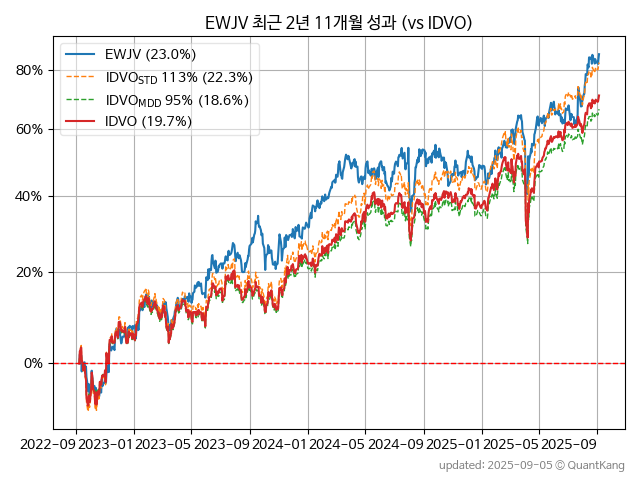 EWJV 최근 2년 11개월 성과 (vs IDVO)
EWJV (23.0%)
IDVO_STD 113% (22.3%)
IDVO_MDD 95% (18.6%)
IDVO (19.7%)
80%
60%
40%
20%
0%
2022-09 2023-01 2023-05 2023-09 2024-01 2024-05 2024-09 2025-01 2025-05 2025-09
updated: 2025-09-05 © QuantKang